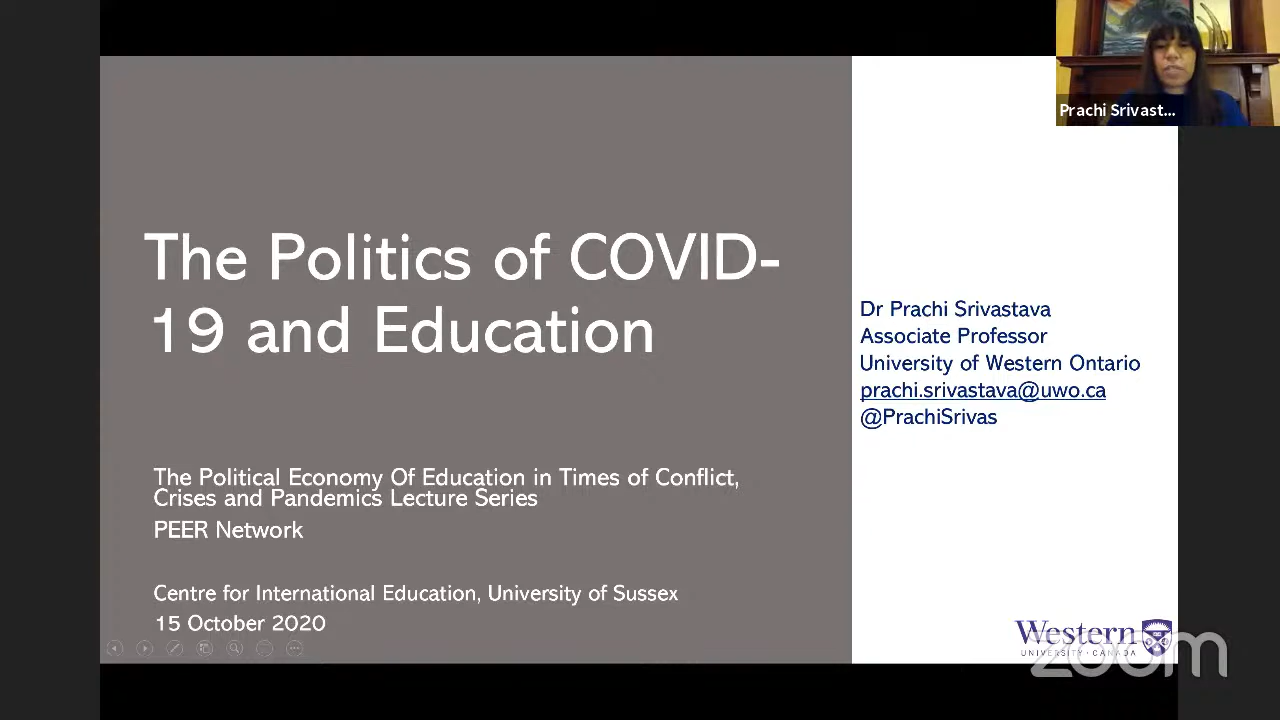 Prachi Srivast...
The Politics of COVID-
19 and Education
Dr Prachi Srivastava
Associate Professor
University of Western Ontario
prachi.srivastava@uwo.ca
@PrachiSrivas
The Political Economy Of Education in Times of Conflict,
Crises and Pandemics Lecture Series
PEER Network
Centre for International Education, University of Sussex
15 October 2020
Western
UNIVERSITY · CANADA
zoom